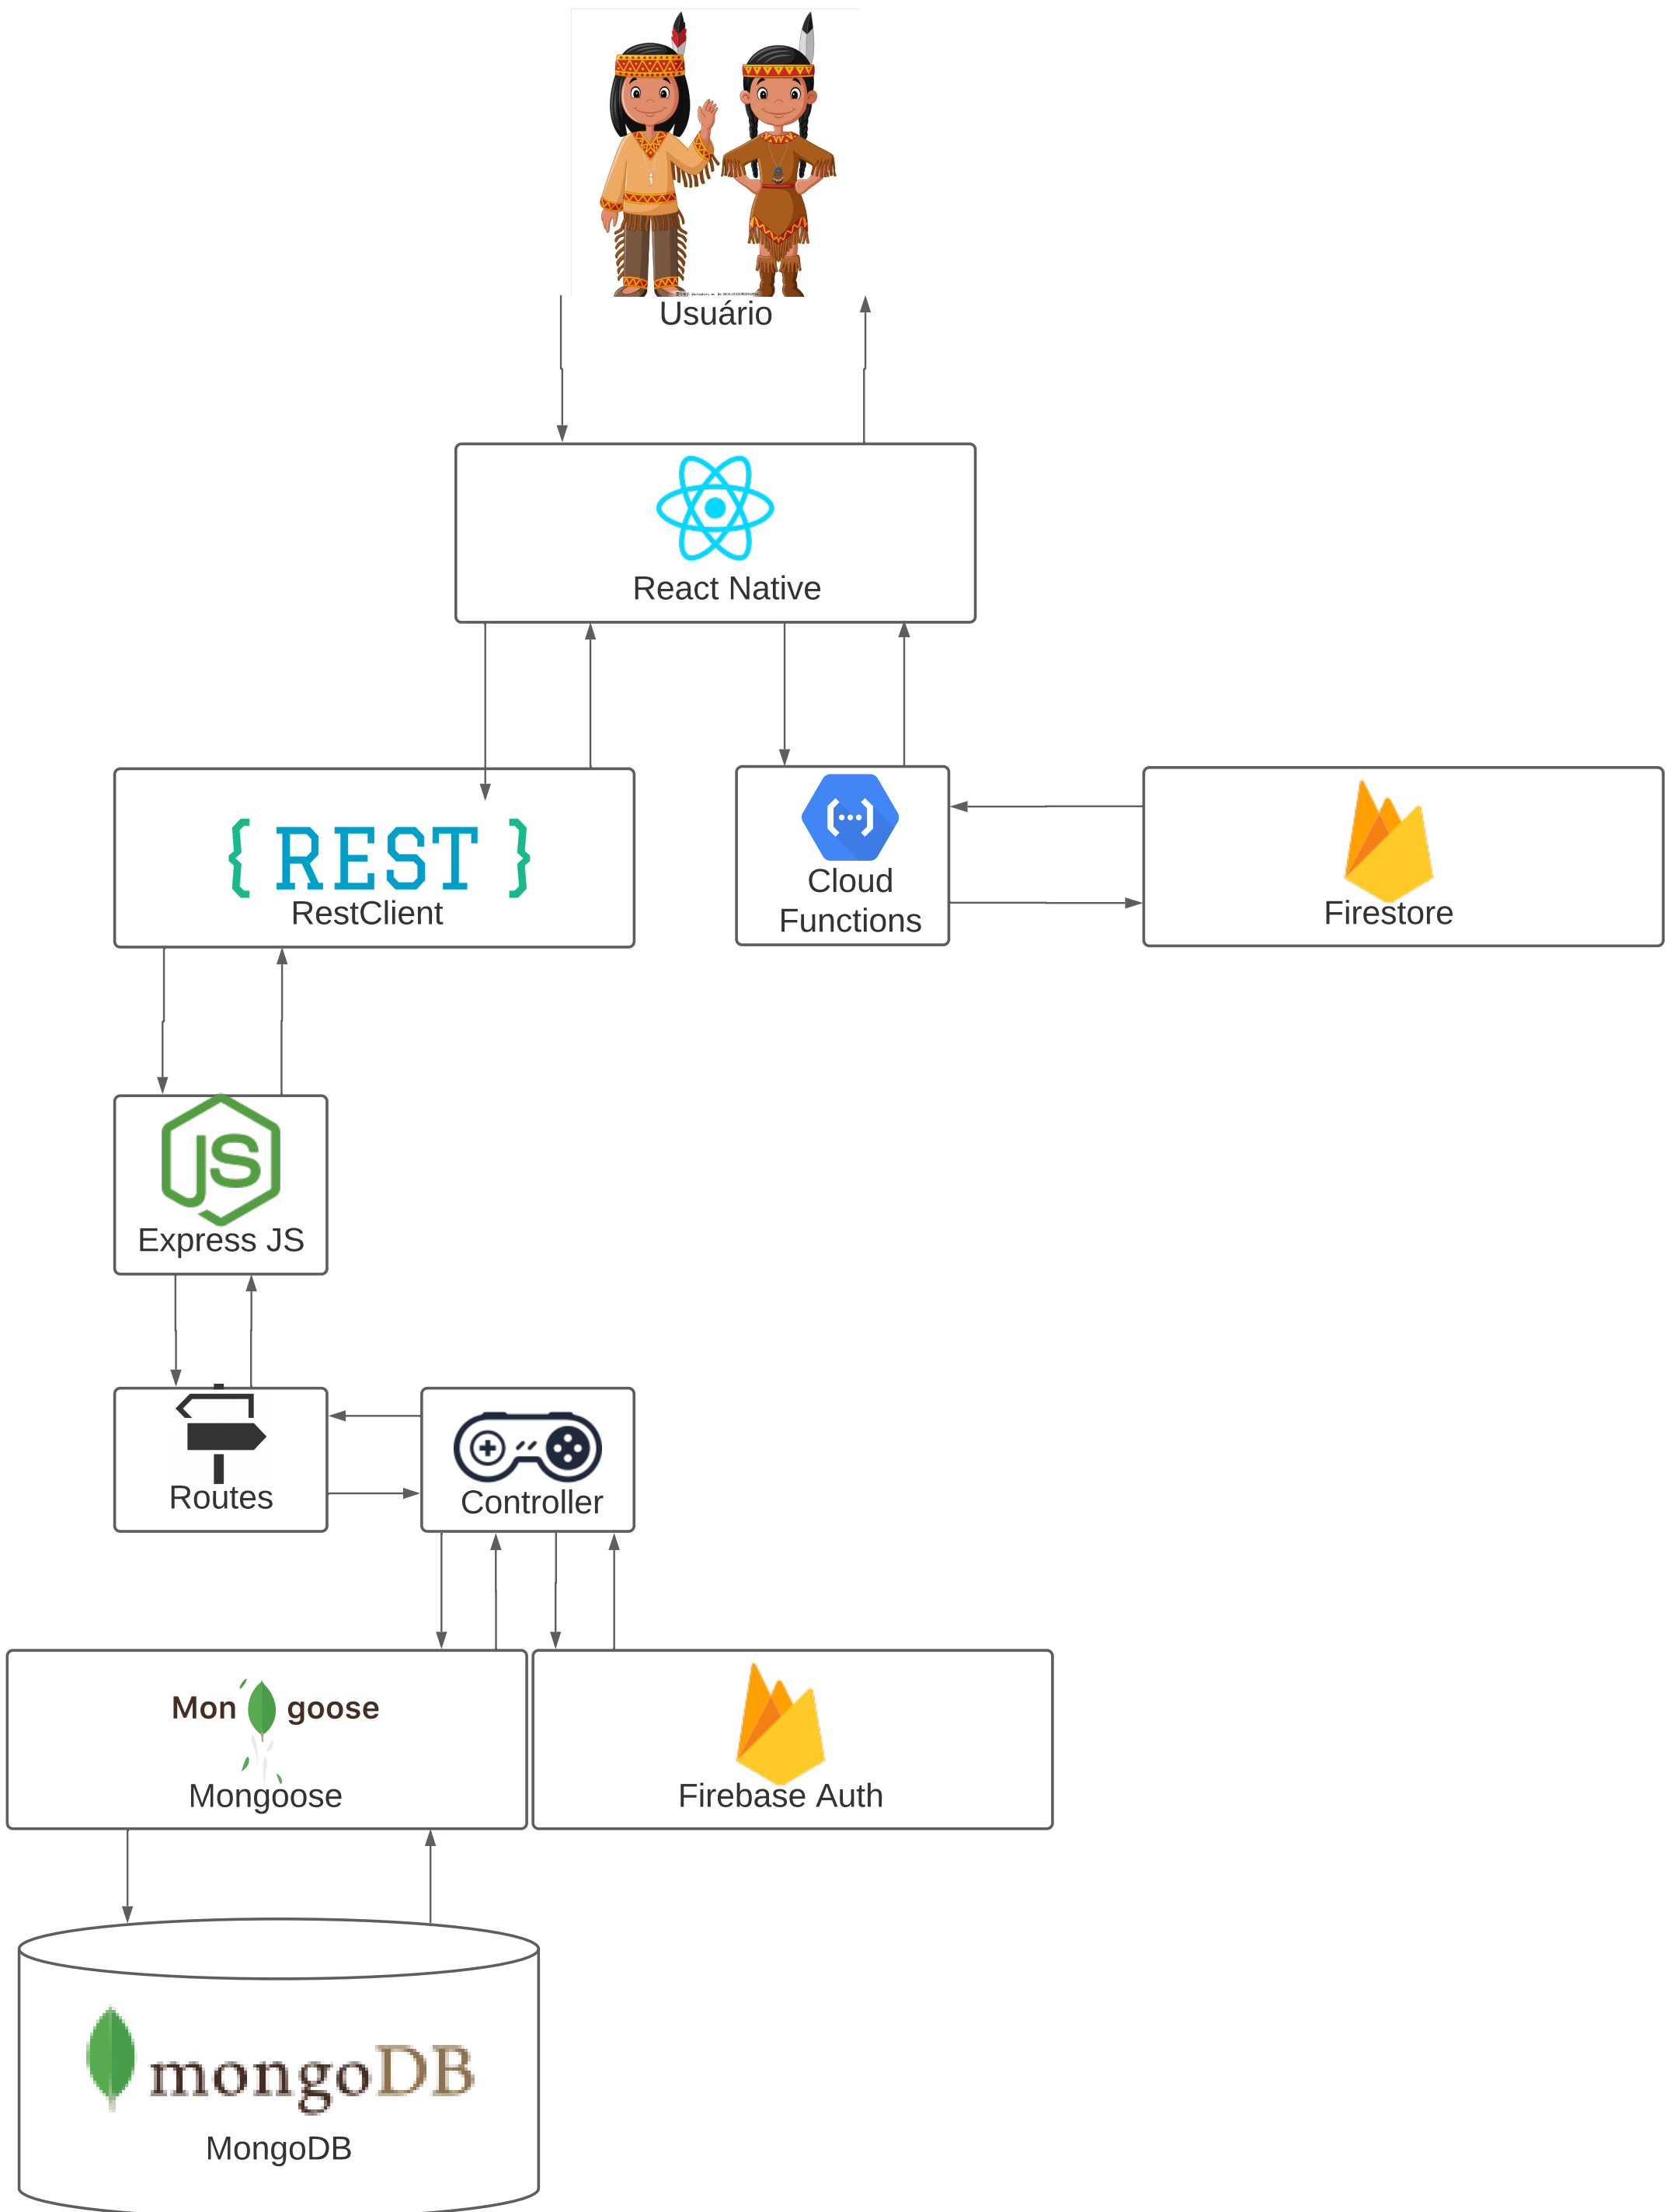 Usuário
React Native
{ REST }
RestClient
Cloud
Functions
Firestore
JS
Express JS
Routes
Controller
Mon goose
Mongoose
Firebase Auth
mongoDB
MongoDB